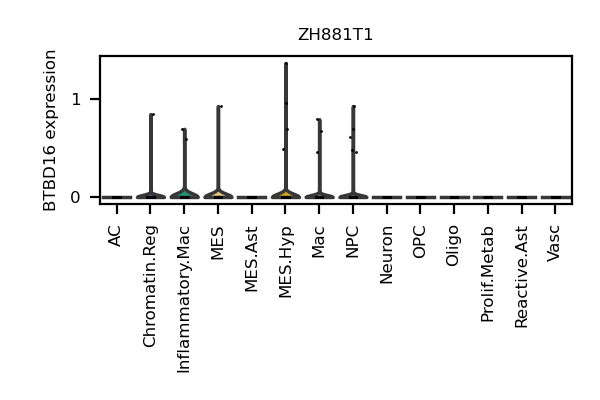 ZH881T1
BTBD16 expression
1
0
AC
Chromatin.Reg
Inflammatory.Mac
MES
MES.Ast
MES.Hyp
Mac
NPC
Neuron
OPC
Oligo
Prolif.Metab
Reactive.Ast
Vasc